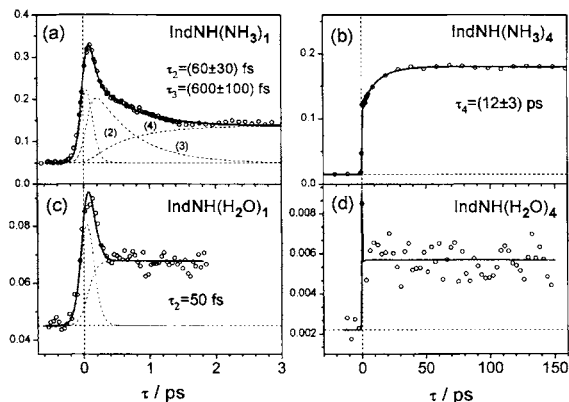 (a) IndNH(NH₃)₁
τ₂=(60±30) fs
τ₃=(600±100) fs
(2)
(4)
(3)
0.4
0.3
0.2
0.1
0.0
(b) IndNH(NH₃)₄
τ₄=(12±3) ps
0.2
0.1
0.0
(c) IndNH(H₂O)₁
τ₂=50 fs
0.08
0.06
0.04
0 1 2 3
τ / ps
(d) IndNH(H₂O)₄
0.008
0.006
0.004
0.002
0 50 100 150
τ / ps